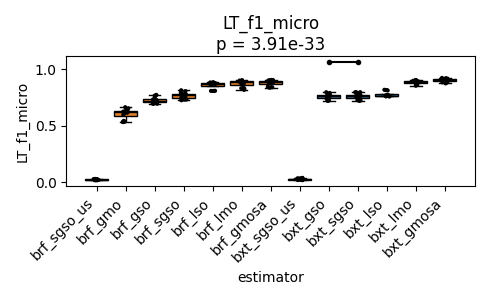 LT_f1_micro
p = 3.91e-33
LT_f1_micro
1.0
0.5
0.0
brf_sgso_us
brf_gmo
brf_gso
brf_sgso
brf_lso
brf_lmo
brf_gmosa
bxt_sgso_us
bxt_gso
bxt_sgso
bxt_lso
bxt_lmo
bxt_gmosa
estimator